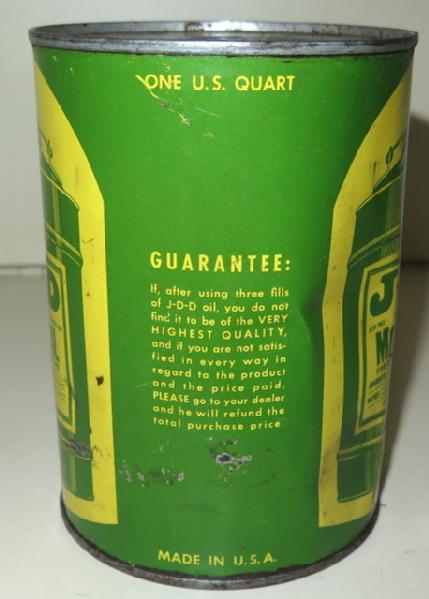 ONE U.S. QUART
GUARANTEE:
If, after using three fills
of J-D-D oil, you do not
find it to be of the VERY
HIGHEST QUALITY,
and if you are not satis-
fied in every way in
regard to the product
and the price paid,
PLEASE go to your dealer
and he will refund the
total purchase price.
MADE IN U.S.A.
D
J